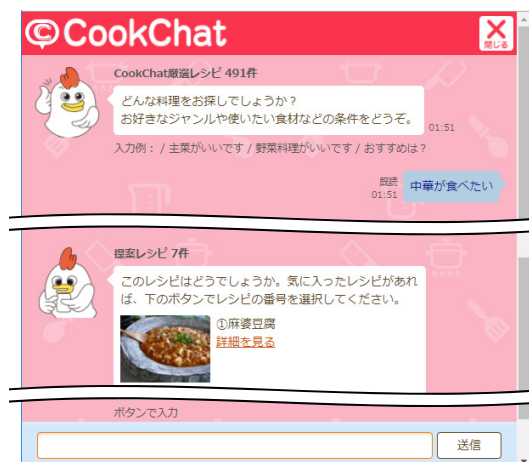 CookChat
閉じる
CookChat厳選レシピ 491件
どんな料理をお探しでしょうか？
お好きなジャンルや使いたい食材などの条件をどうぞ。
01:51
入力例：/ 主菜がいいです / 野菜料理がいいです / おすすめは？
既読
01:51
中華が食べたい
提案レシピ 7件
このレシピはどうでしょうか。気に入ったレシピがあれ
ば、下のボタンでレシピの番号を選択してください。
①麻婆豆腐
詳細を見る
ボタンで入力
送信